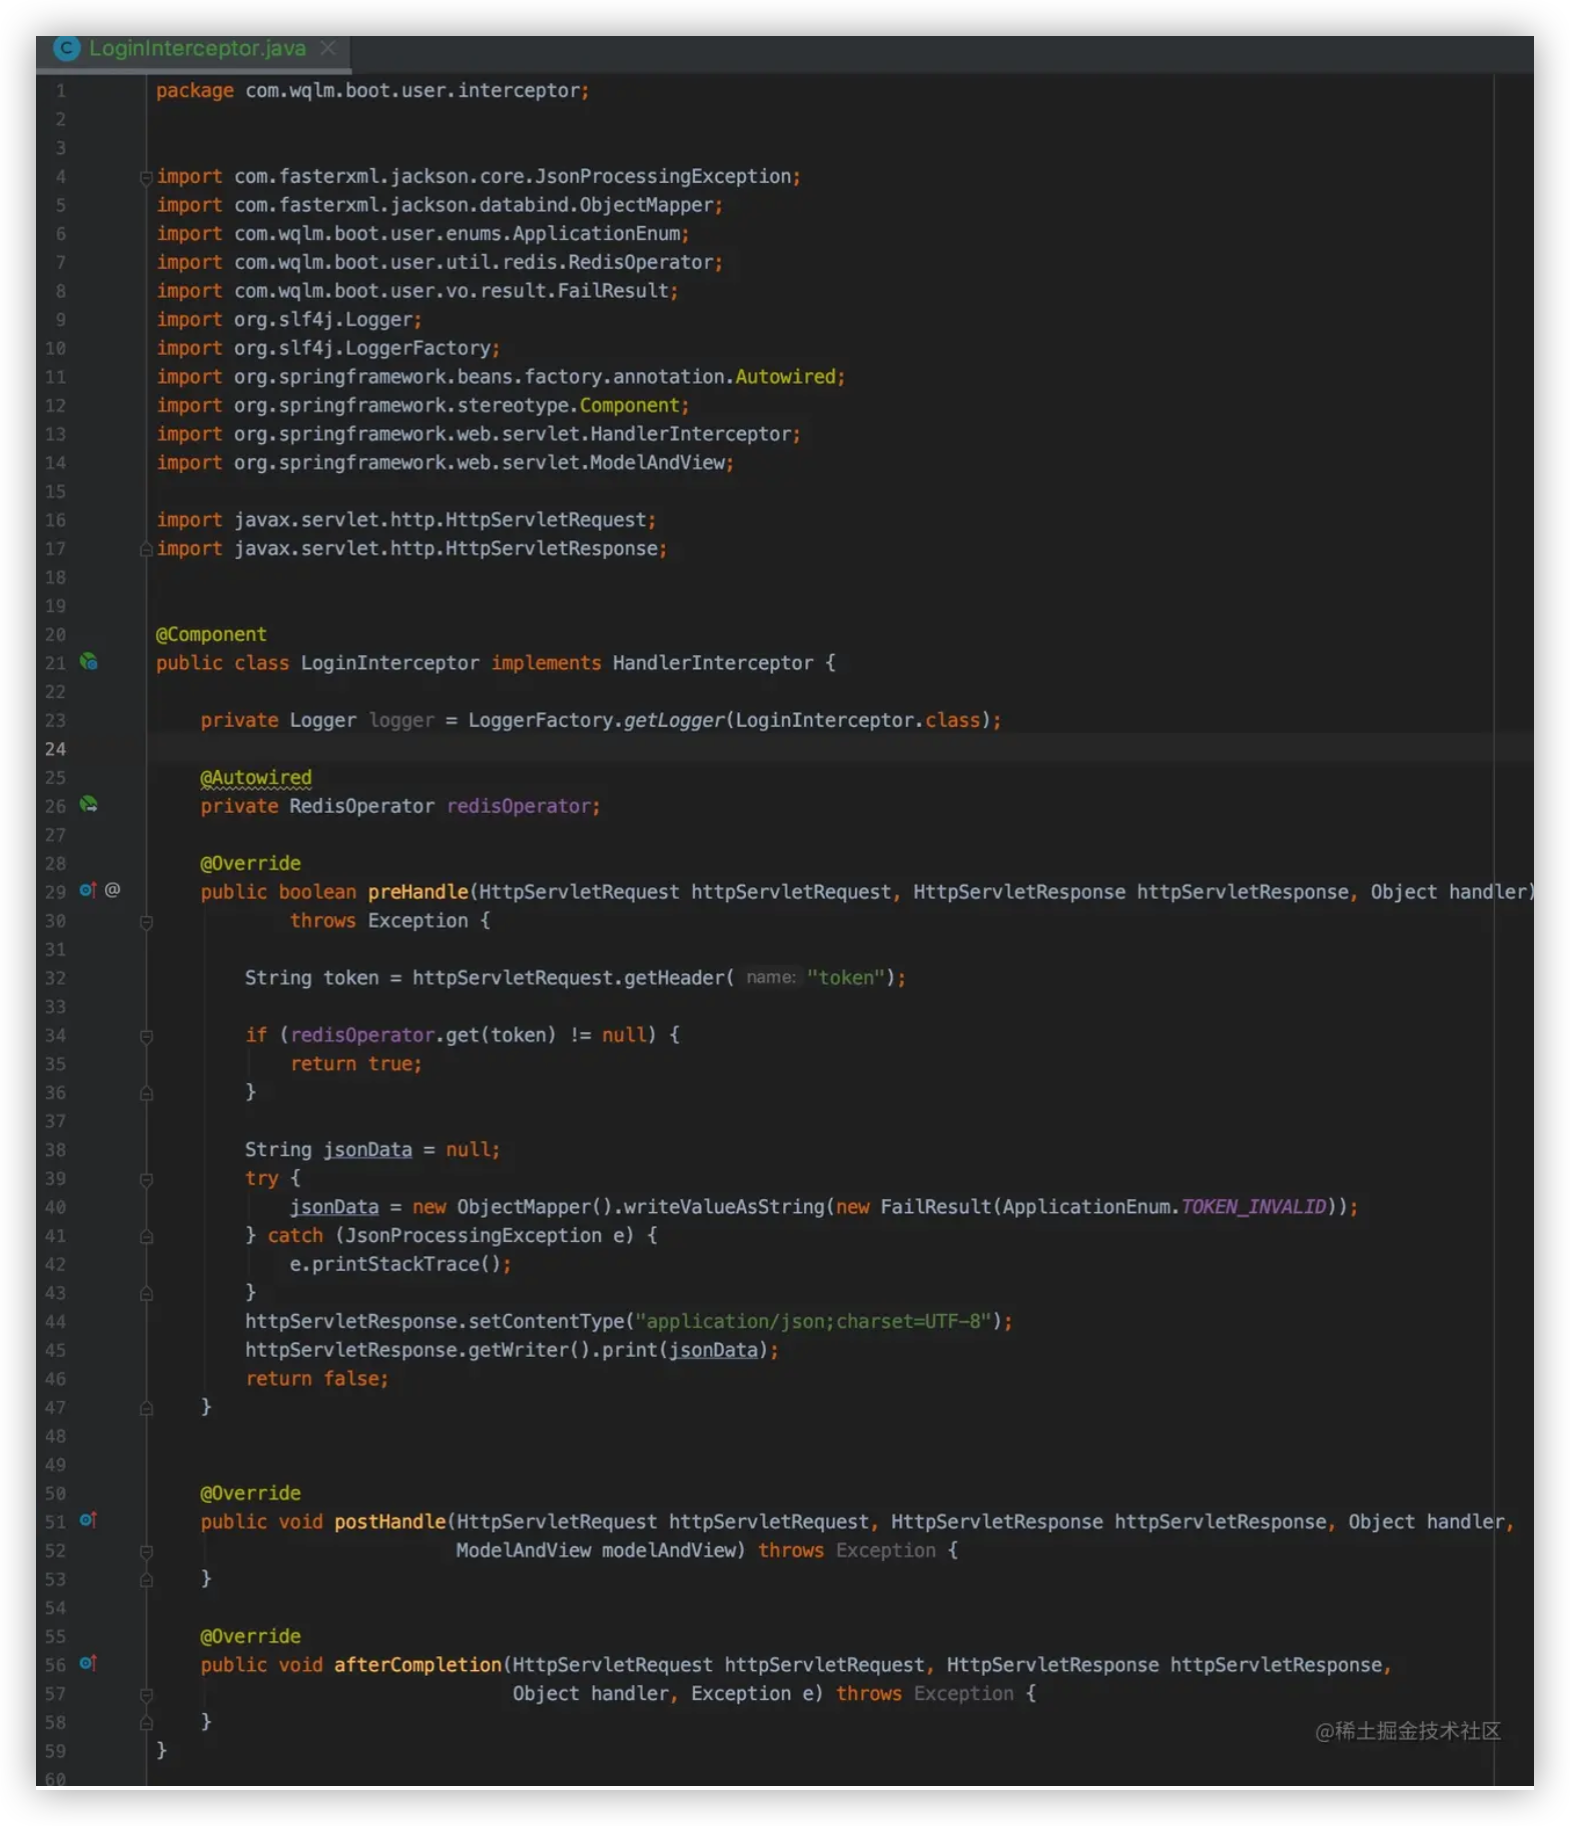 LoginInterceptor.java
1 package com.wqlm.boot.user.interceptor;
2
3
4 import com.fasterxml.jackson.core.JsonProcessingException;
5 import com.fasterxml.jackson.databind.ObjectMapper;
6 import com.wqlm.boot.user.enums.ApplicationEnum;
7 import com.wqlm.boot.user.util.redis.RedisOperator;
8 import com.wqlm.boot.user.vo.result.FailResult;
9 import org.slf4j.Logger;
10 import org.slf4j.LoggerFactory;
11 import org.springframework.beans.factory.annotation.Autowired;
12 import org.springframework.stereotype.Component;
13 import org.springframework.web.servlet.HandlerInterceptor;
14 import org.springframework.web.servlet.ModelAndView;
15
16 import javax.servlet.http.HttpServletRequest;
17 import javax.servlet.http.HttpServletResponse;
18
19
20 @Component
21 public class LoginInterceptor implements HandlerInterceptor {
22
23 private Logger logger = LoggerFactory.getLogger(LoginInterceptor.class);
24
25 @Autowired
26 private RedisOperator redisOperator;
27
28 @Override
29 @ public boolean preHandle(HttpServletRequest httpServletRequest, HttpServletResponse httpServletResponse, Object handler)
30 throws Exception {
31
32 String token = httpServletRequest.getHeader( name: "token");
33
34 if (redisOperator.get(token) != null) {
35 return true;
36 }
37
38 String jsonData = null;
39 try {
40 jsonData = new ObjectMapper().writeValueAsString(new FailResult(ApplicationEnum.TOKEN_INVALID));
41 } catch (JsonProcessingException e) {
42 e.printStackTrace();
43 }
44 httpServletResponse.setContentType("application/json;charset=UTF-8");
45 httpServletResponse.getWriter().print(jsonData);
46 return false;
47 }
48
49
50 @Override
51 public void postHandle(HttpServletRequest httpServletRequest, HttpServletResponse httpServletResponse, Object handler,
52 ModelAndView modelAndView) throws Exception {
53 }
54
55 @Override
56 public void afterCompletion(HttpServletRequest httpServletRequest, HttpServletResponse httpServletResponse,
57 Object handler, Exception e) throws Exception {
58 }
59 }
60
@稀土掘金技术社区